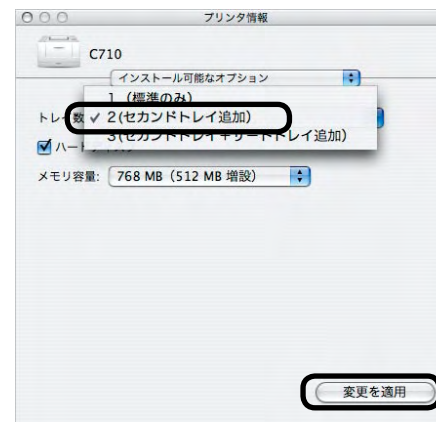 プリンタ情報
C710
インストール可能なオプション
1 (標準のみ)
トレイ数 ✓ 2(セカンドトレイ追加)
3(セカンドトレイ+サードトレイ追加)
ハード
メモリ容量: 768 MB (512 MB 増設)
変更を適用